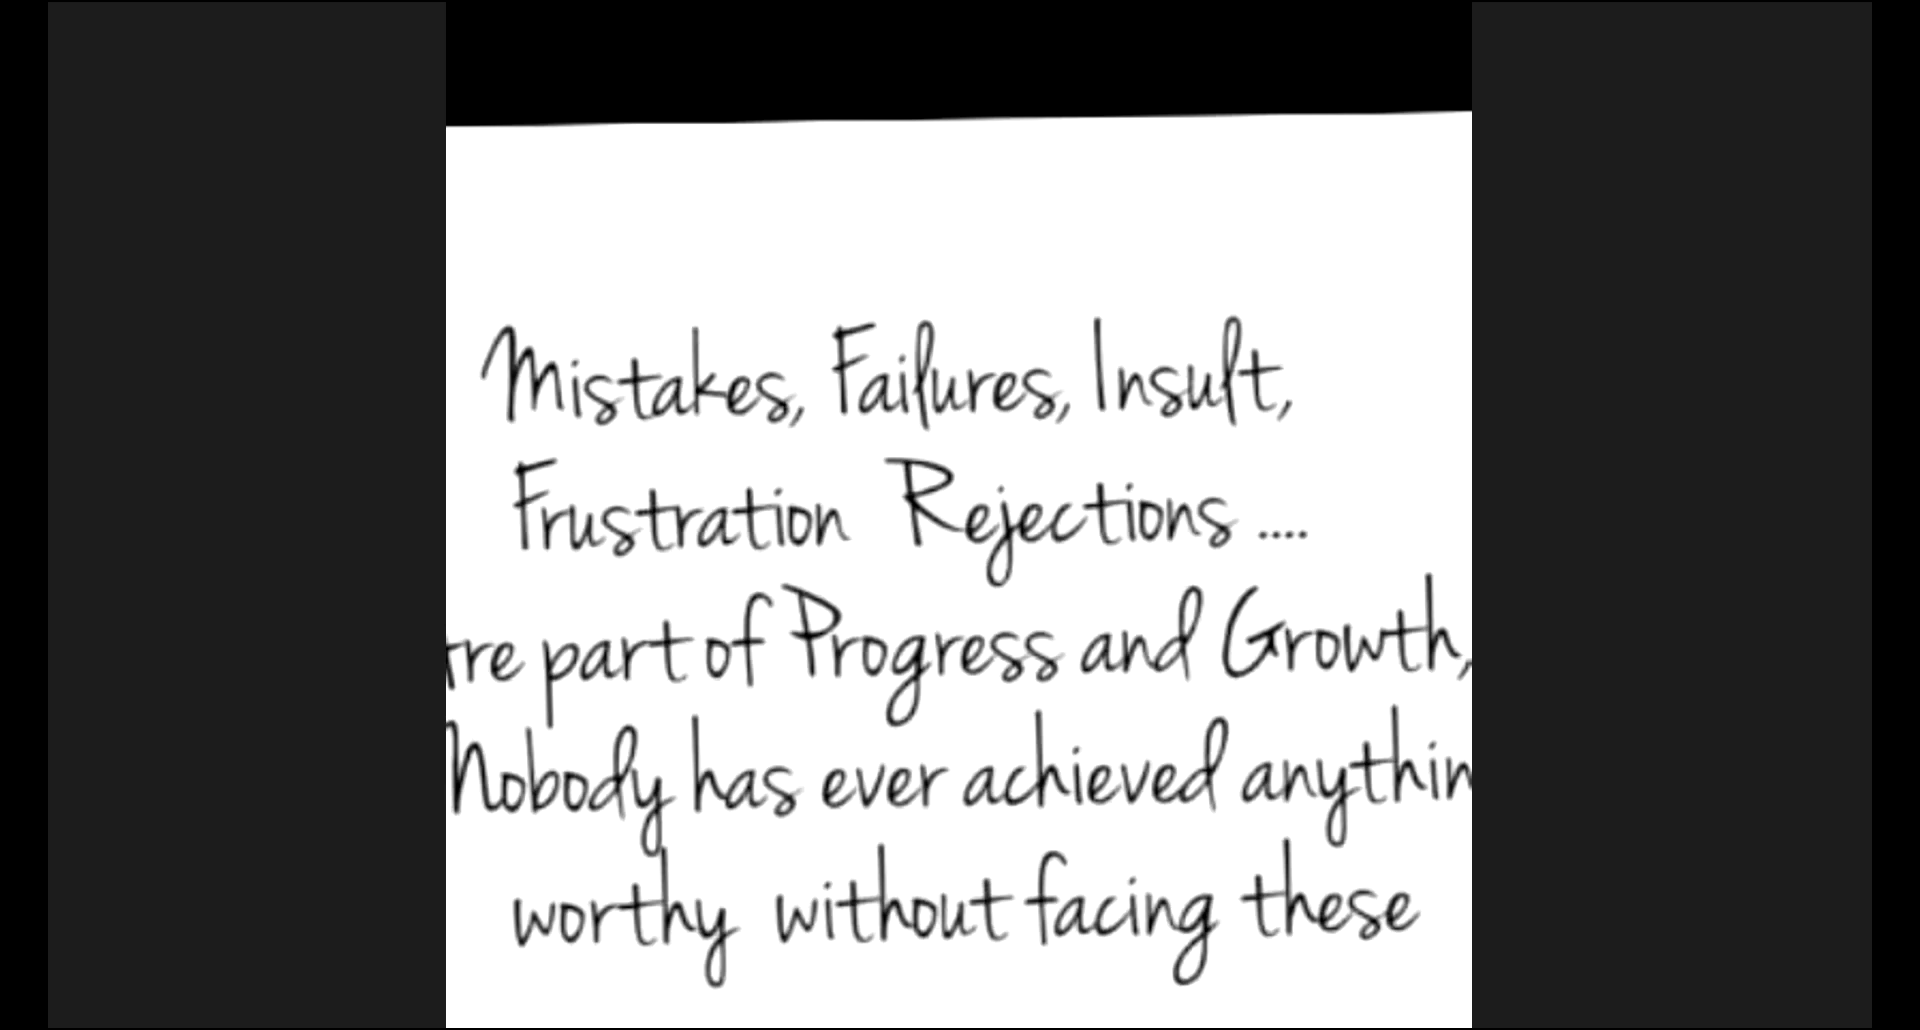 Mistakes, Failures, Insult,
Frustration Rejections ....
re part of Progress and Growth,
Nobody has ever achieved anythin
worthy without facing these